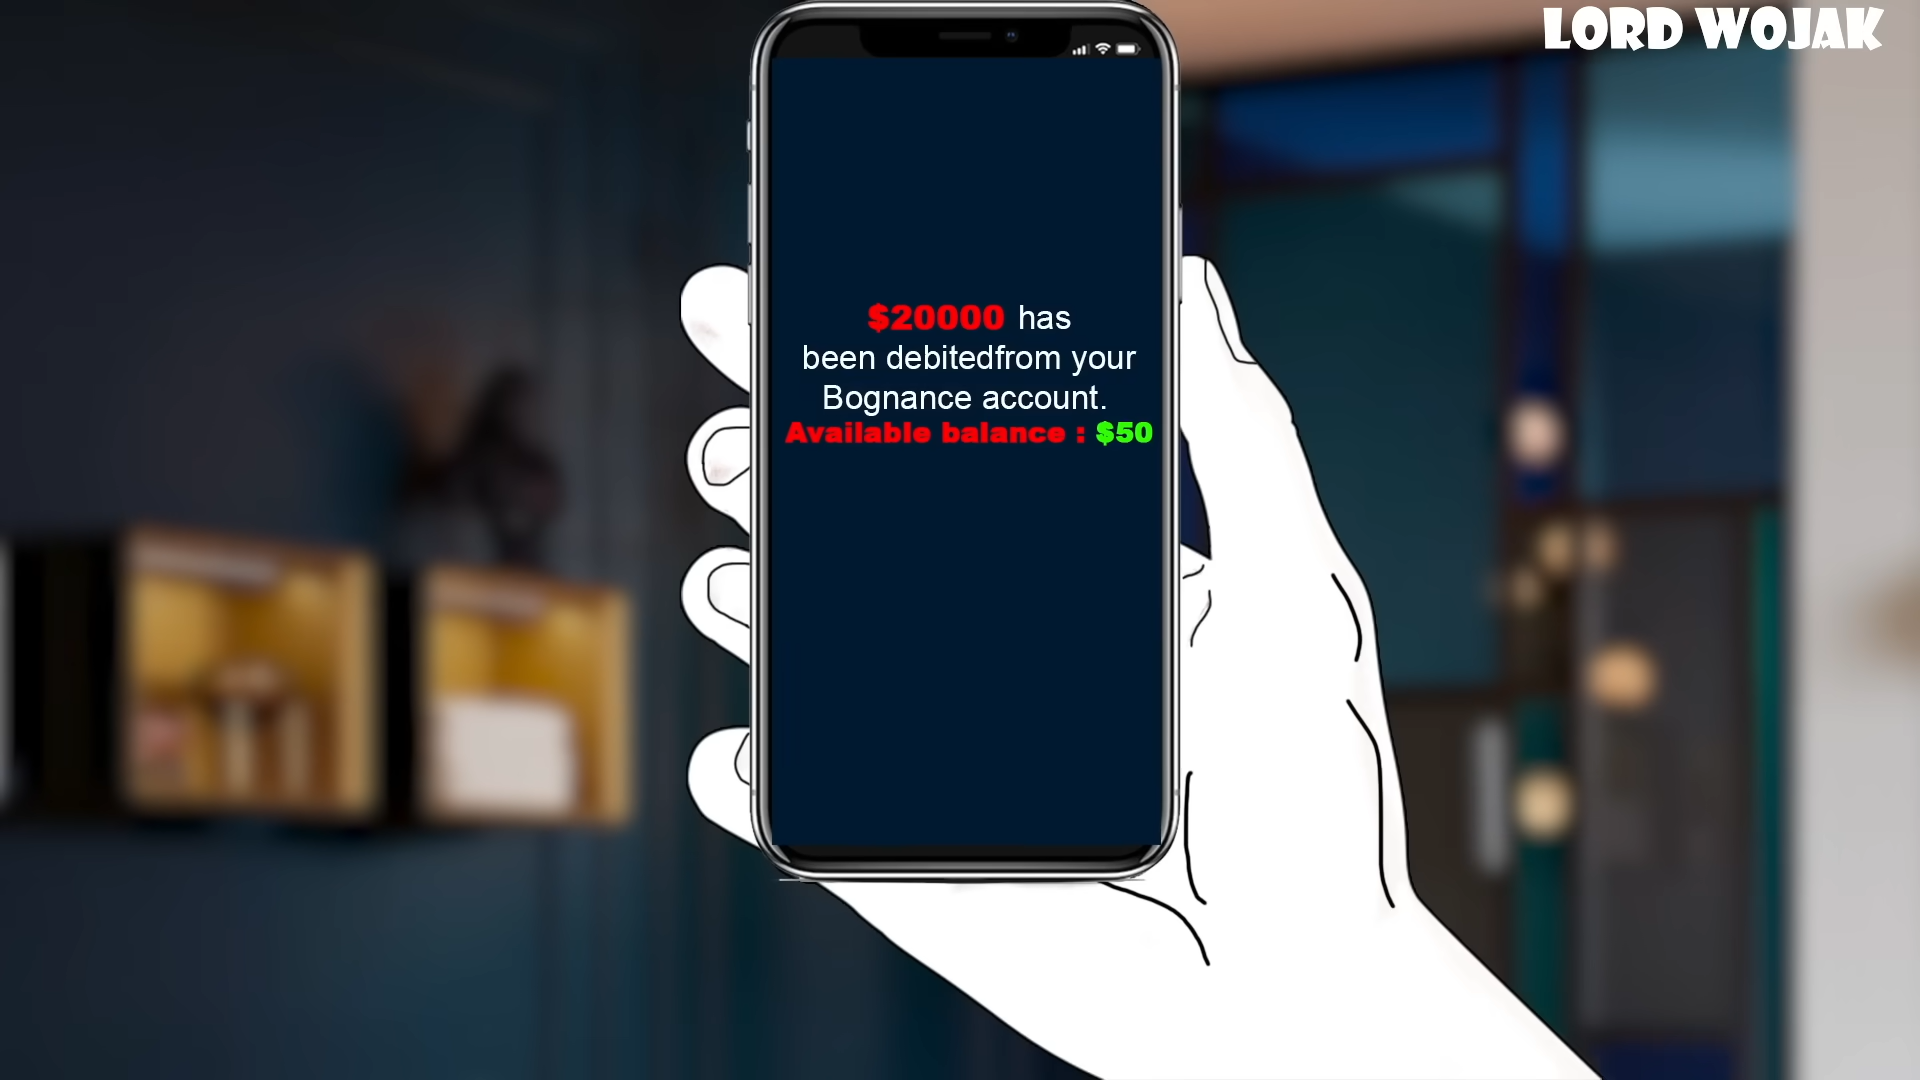 LORD WOJAK
$20000 has
been debitedfrom your
Bognance account.
Available balance : $50